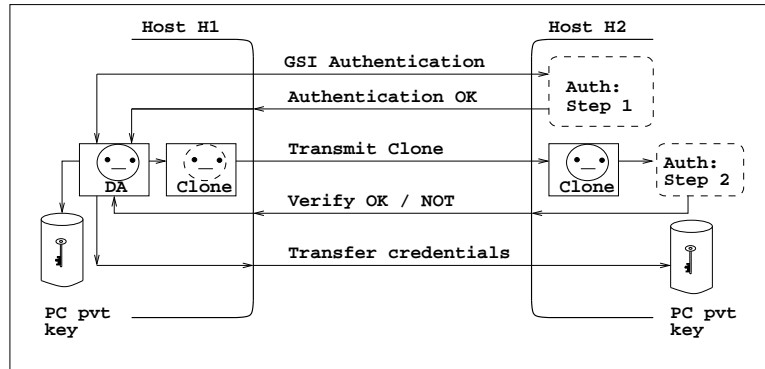 Host H1
Host H2
GSI Authentication
Auth:
Step 1
Authentication OK
Transmit Clone
DA
Clone
Clone
Auth:
Step 2
Verify OK / NOT
Transfer credentials
PC pvt
key
PC pvt
key